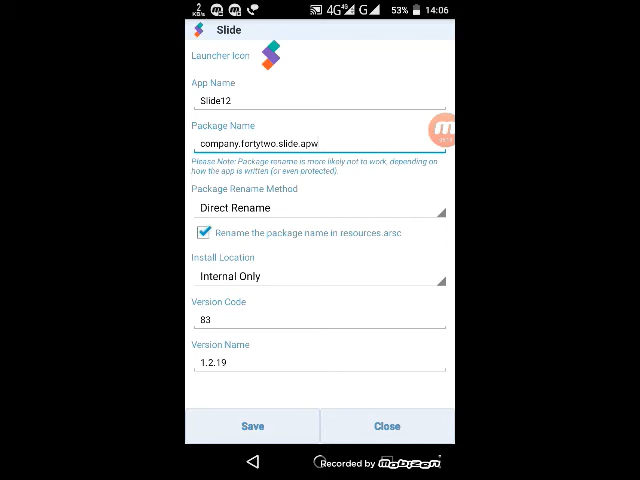 2
KB/s
4G
4G
G
53%
14:06
Slide
Launcher Icon
App Name
Slide12
Package Name
company.fortytwo.slide.apw
Please Note: Package rename is more likely not to work, depending on
how the app is written (or even protected).
Package Rename Method
Direct Rename
Rename the package name in resources.arsc
Install Location
Internal Only
Version Code
83
Version Name
1.2.19
Save
Close
Recorded by mobizen